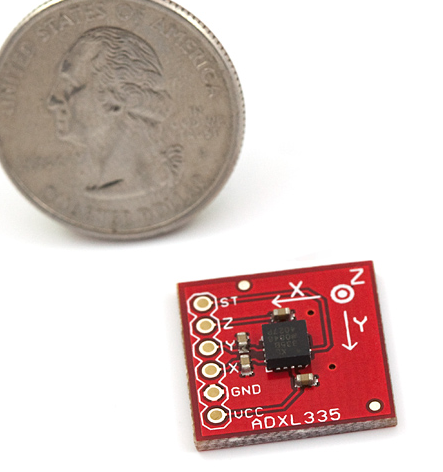 UNITED STATES OF AMERICA
QUARTER DOLLAR
Z
X
Y
ST
Z
Y
X
GND
VCC
ADXL335